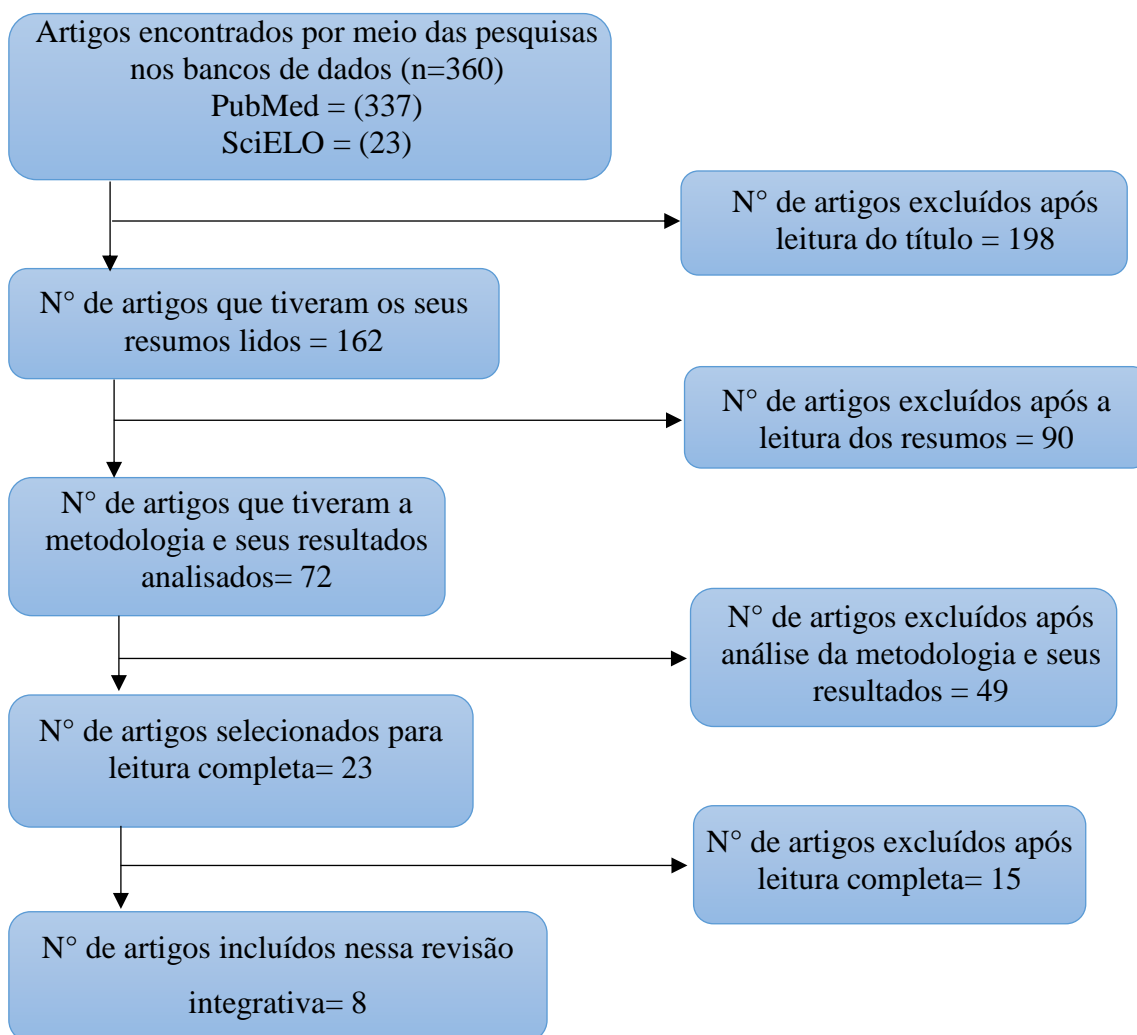 Artigos encontrados por meio das pesquisas
nos bancos de dados (n=360)
PubMed = (337)
SciELO = (23)
N° de artigos excluídos após
leitura do título = 198
N° de artigos que tiveram os seus
resumos lidos = 162
N° de artigos excluídos após a
leitura dos resumos = 90
N° de artigos que tiveram a
metodologia e seus resultados
analisados= 72
N° de artigos excluídos após
análise da metodologia e seus
resultados = 49
N° de artigos selecionados para
leitura completa= 23
N° de artigos excluídos após
leitura completa= 15
N° de artigos incluídos nessa revisão
integrativa= 8